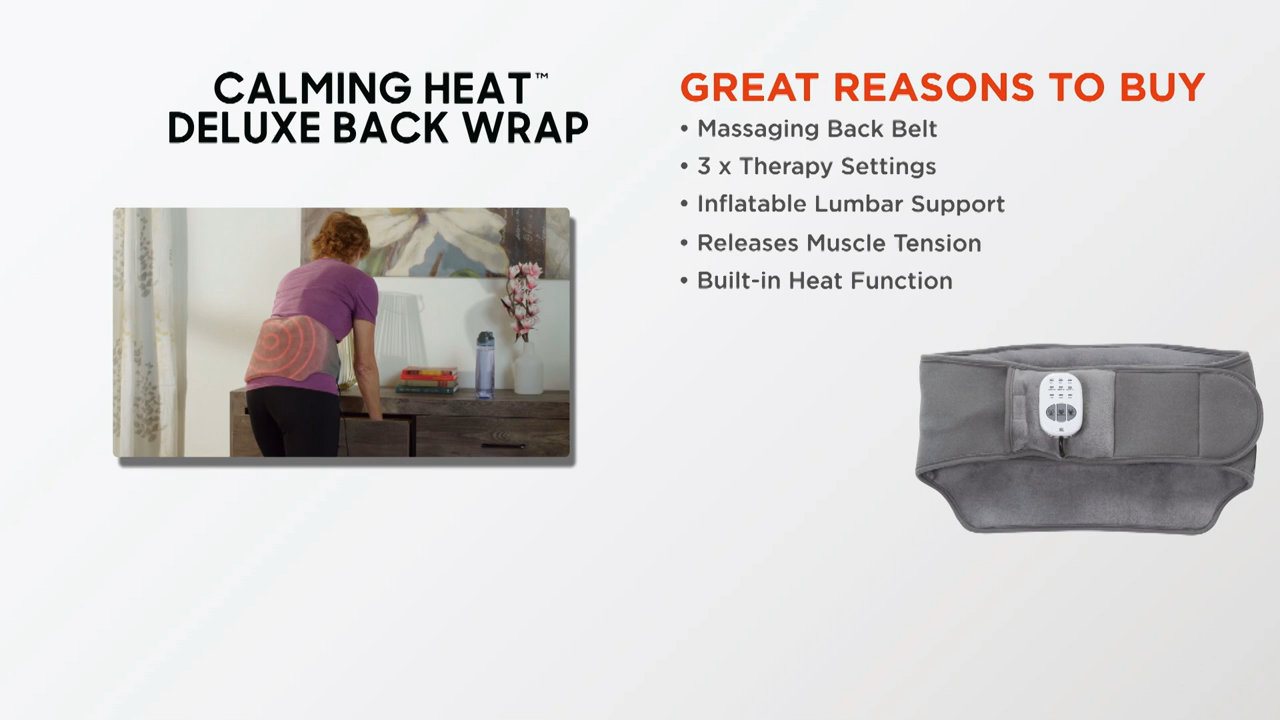 CALMING HEAT™
DELUXE BACK WRAP
GREAT REASONS TO BUY
• Massaging Back Belt
• 3 x Therapy Settings
• Inflatable Lumbar Support
• Releases Muscle Tension
• Built-in Heat Function